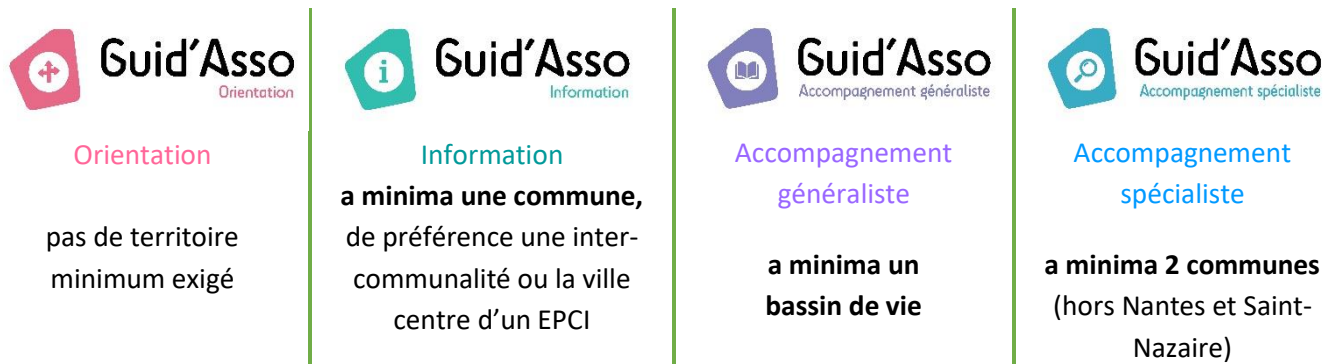 Guid'Asso
Orientation
Orientation
pas de territoire
minimum exigé
Guid'Asso
Information
Information
a minima une commune,
de préférence une inter-
communalité ou la ville
centre d’un EPCI
Guid'Asso
Accompagnement généraliste
Accompagnement
généraliste
a minima un
bassin de vie
Guid'Asso
Accompagnement spécialiste
Accompagnement
spécialiste
a minima 2 communes
(hors Nantes et Saint-
Nazaire)